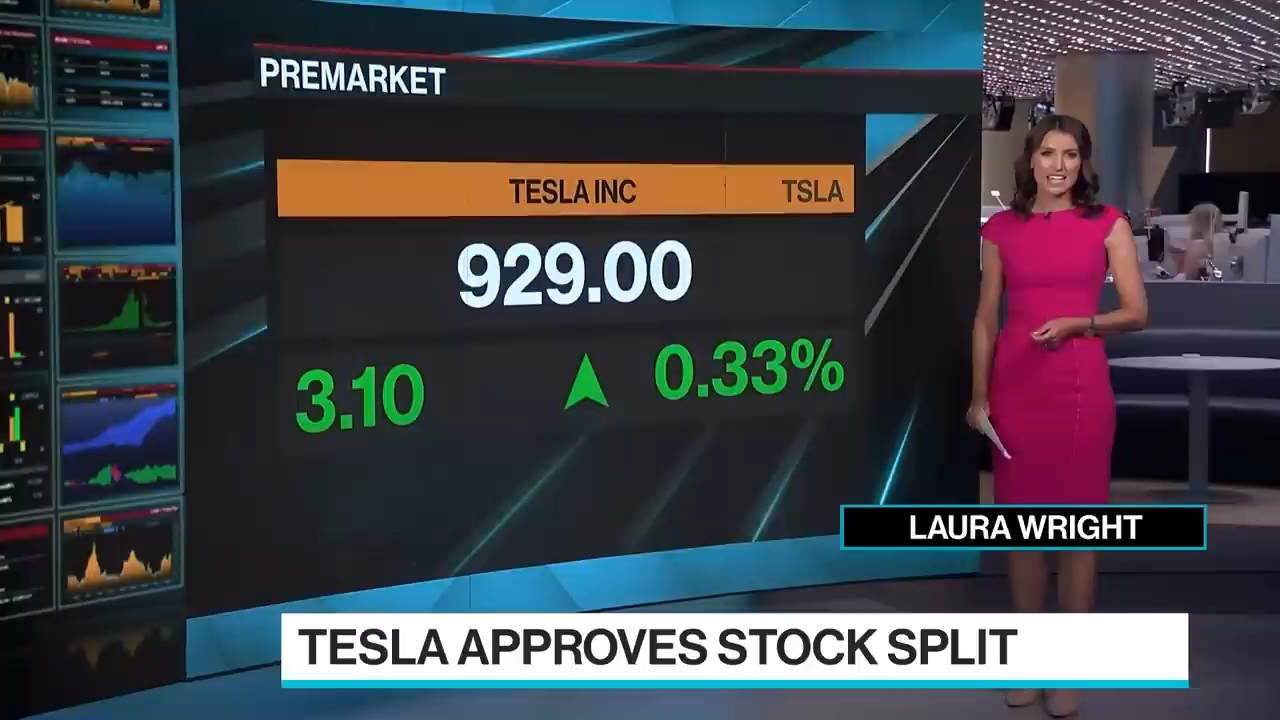 PREMARKET
TESLA INC TSLA
929.00
3.10 0.33%
LAURA WRIGHT
TESLA APPROVES STOCK SPLIT